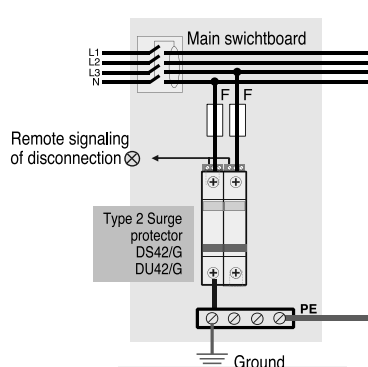 Main swichtboard
L1
L2
L3
N
F F
Remote signaling
of disconnection
Type 2 Surge
protector
DS42/G
DU42/G
PE
Ground